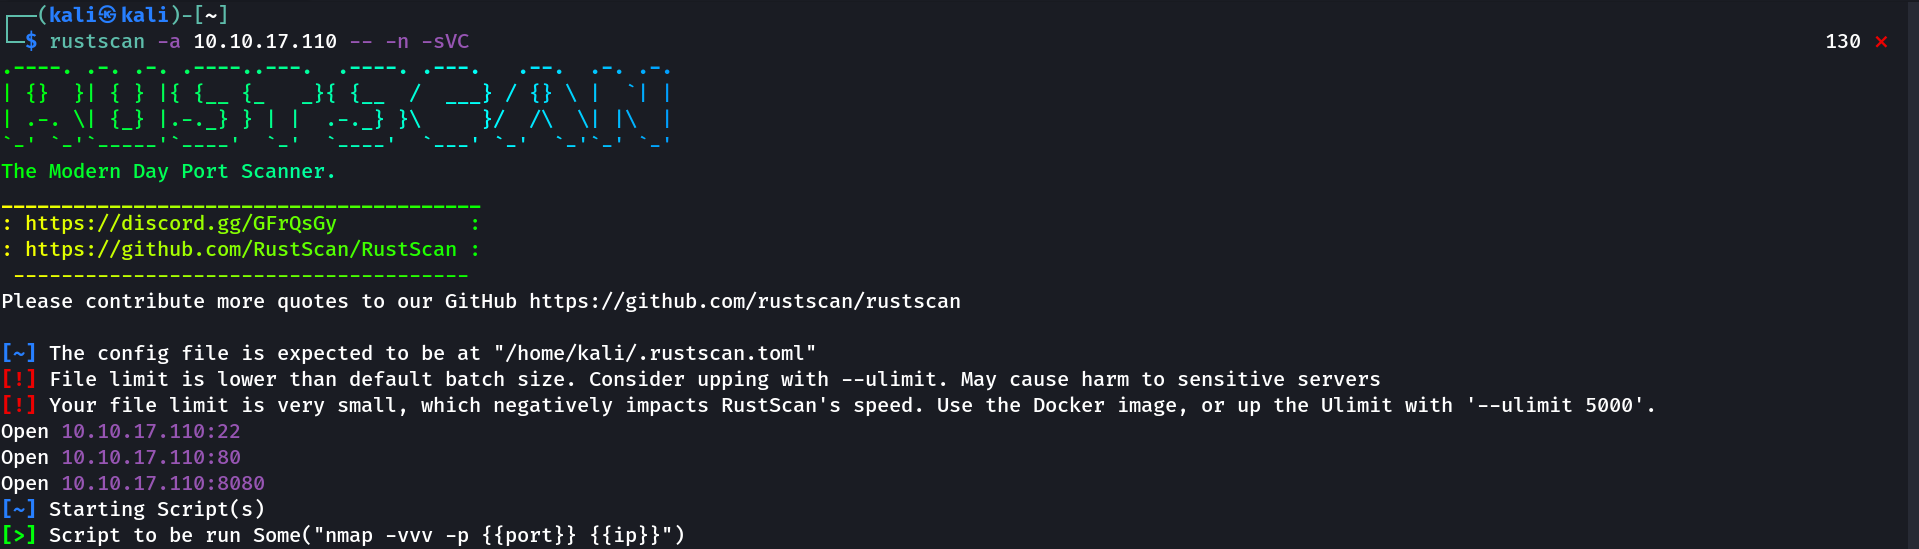 ┌──(kali㉿kali)-[~]
└─$ rustscan -a 10.10.17.110 -- -n -sVC 130 ⨯
.----. .-. .-. .----..---.  .----. .---.   .--.  .-. .-.
| {}  }| { } |{ {__ {_   _}{ {__  /  ___} / {} \ |  `| |
| .-. \| {_} |.-._} } | |  .-._} }\     }/  /\  \| |\  |
`-' `-'`-----'`----'  `-'  `----'  `---' `-'  `-'`-' `-'
The Modern Day Port Scanner.
________________________________________
: https://discord.gg/GFrQsGy           :
: https://github.com/RustScan/RustScan :
 --------------------------------------
Please contribute more quotes to our GitHub https://github.com/rustscan/rustscan
[~] The config file is expected to be at "/home/kali/.rustscan.toml"
[!] File limit is lower than default batch size. Consider upping with --ulimit. May cause harm to sensitive servers
[!] Your file limit is very small, which negatively impacts RustScan's speed. Use the Docker image, or up the Ulimit with '--ulimit 5000'.
Open 10.10.17.110:22
Open 10.10.17.110:80
Open 10.10.17.110:8080
[~] Starting Script(s)
[>] Script to be run Some("nmap -vvv -p {{port}} {{ip}}")